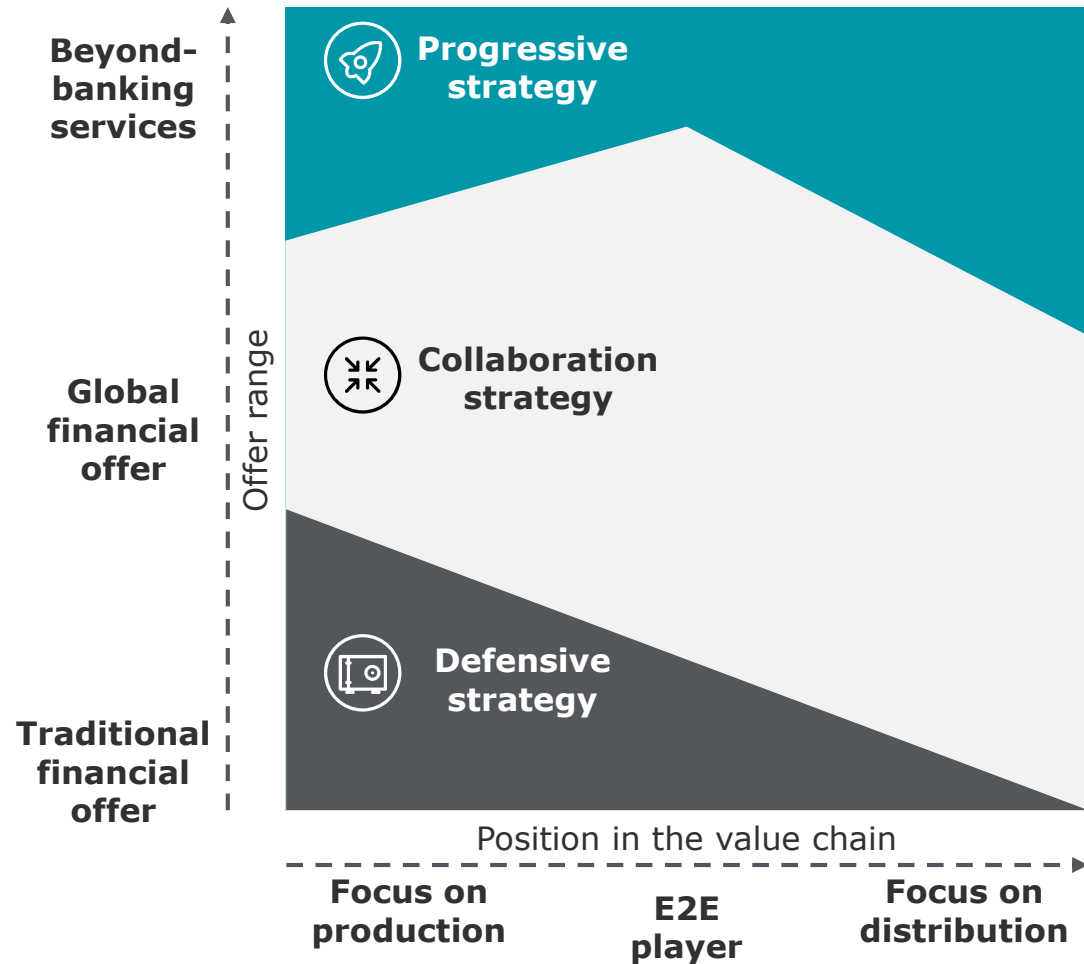 Beyond-
banking
services
Global
financial
offer
Traditional
financial
offer
Offer range
Progressive
strategy
Collaboration
strategy
Defensive
strategy
Position in the value chain
Focus on
production
E2E
player
Focus on
distribution